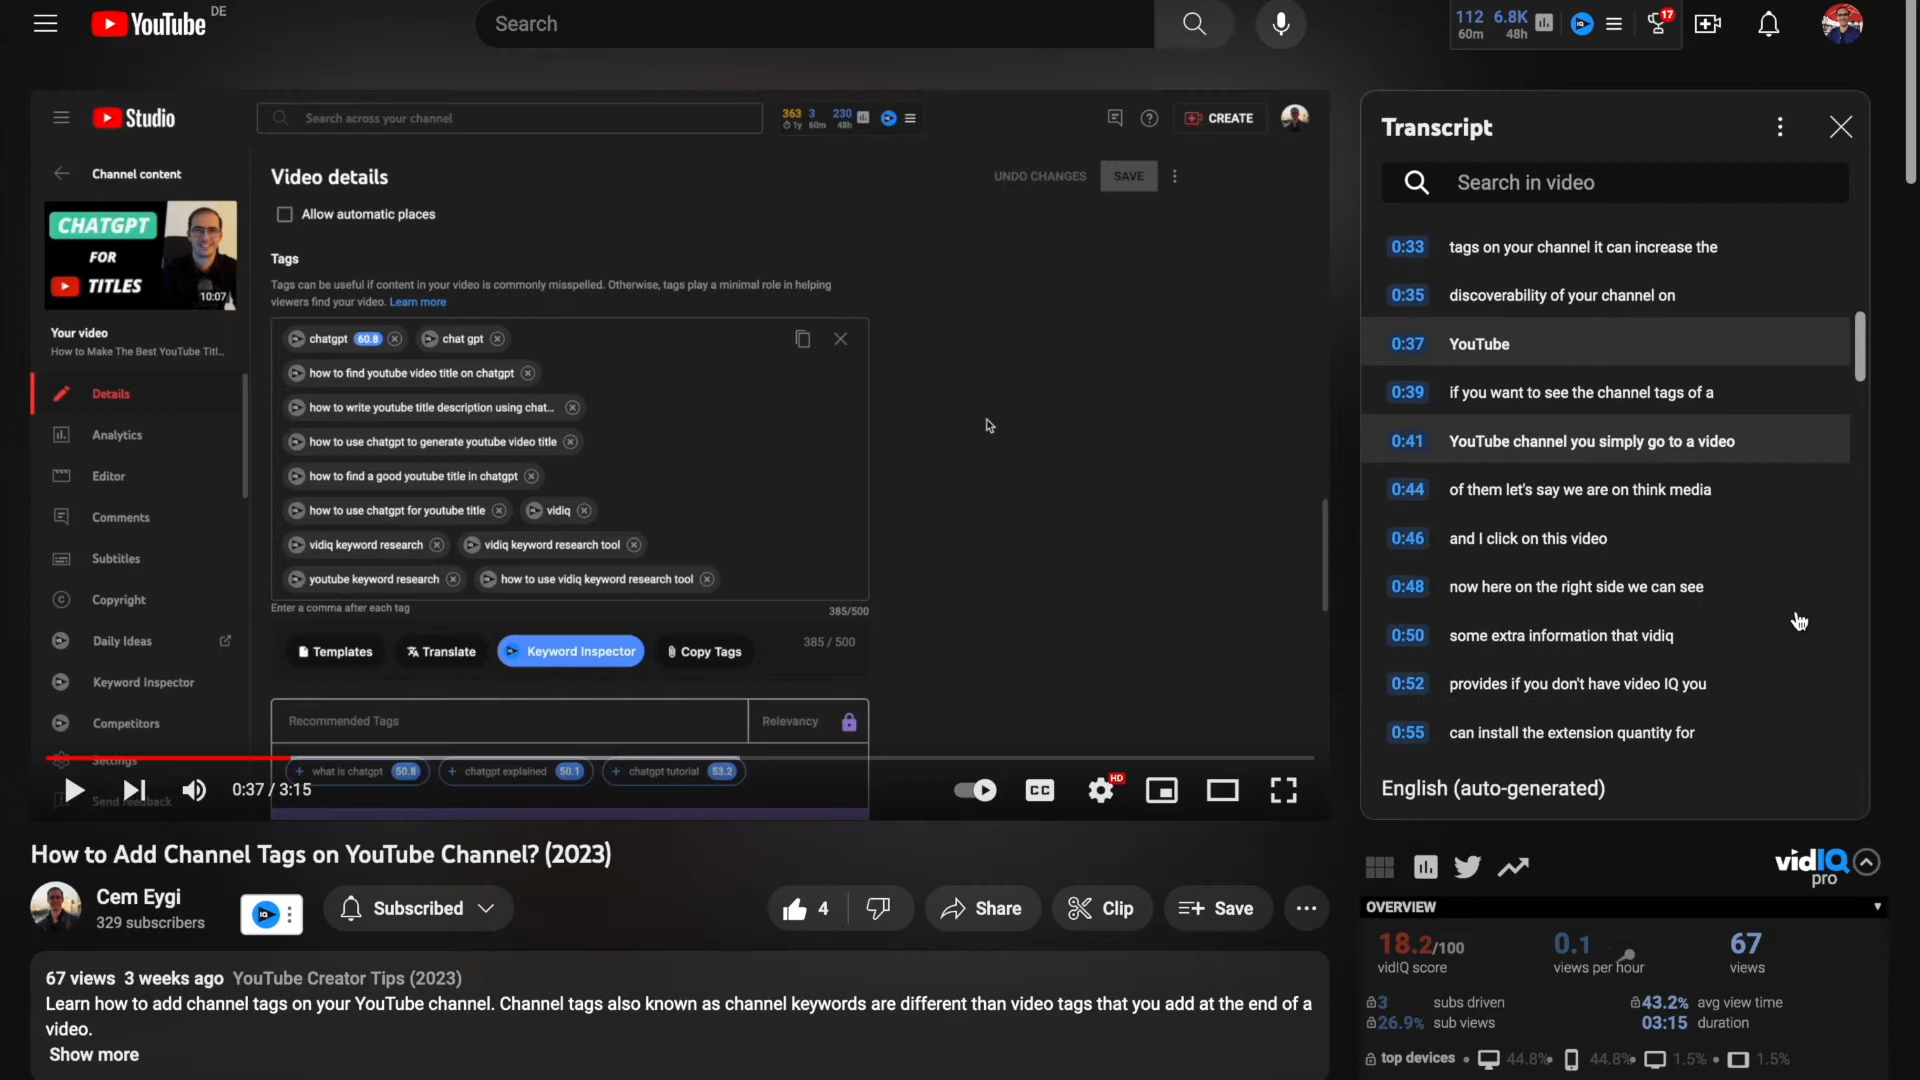 YouTube DE
Search
112 6.8K
60m 48h
17
Studio
Search across your channel
363 3 230
1y 60m 48h
CREATE
Channel content
CHATGPT
FOR
TITLES
10:07
Your video
How to Make The Best YouTube Titl...
Details
Analytics
Editor
Comments
Subtitles
Copyright
Daily Ideas
Keyword Inspector
Competitors
Settings
Send feedback
Video details
UNDO CHANGES
SAVE
Allow automatic places
Tags
Tags can be useful if content in your video is commonly misspelled. Otherwise, tags play a minimal role in helping
viewers find your video. Learn more
chatgpt 60.8 chat gpt
how to find youtube video title on chatgpt
how to write youtube title description using chat...
how to use chatgpt to generate youtube video title
how to find a good youtube title in chatgpt
how to use chatgpt for youtube title vidiq
vidiq keyword research vidiq keyword research tool
youtube keyword research how to use vidiq keyword research tool
Enter a comma after each tag
385/500
Templates Translate Keyword Inspector Copy Tags 385 / 500
Recommended Tags Relevancy
+ what is chatgpt 50.8 + chatgpt explained 50.1 + chatgpt tutorial 53.2
0:37 / 3:15
CC
HD
Transcript
Search in video
0:33 tags on your channel it can increase the
0:35 discoverability of your channel on
0:37 YouTube
0:39 if you want to see the channel tags of a
0:41 YouTube channel you simply go to a video
0:44 of them let's say we are on think media
0:46 and I click on this video
0:48 now here on the right side we can see
0:50 some extra information that vidiq
0:52 provides if you don't have video IQ you
0:55 can install the extension quantity for
English (auto-generated)
How to Add Channel Tags on YouTube Channel? (2023)
Cem Eygi
329 subscribers
Subscribed
4
Share
Clip
Save
67 views 3 weeks ago YouTube Creator Tips (2023)
Learn how to add channel tags on your YouTube channel. Channel tags also known as channel keywords are different than video tags that you add at the end of a
video.
Show more
vidIQ
pro
OVERVIEW
18.2/100 0.1 67
vidIQ score views per hour views
3 subs driven 43.2% avg view time
26.9% sub views 03:15 duration
top devices • 44.8% • 44.8% • 1.5% • 1.5%